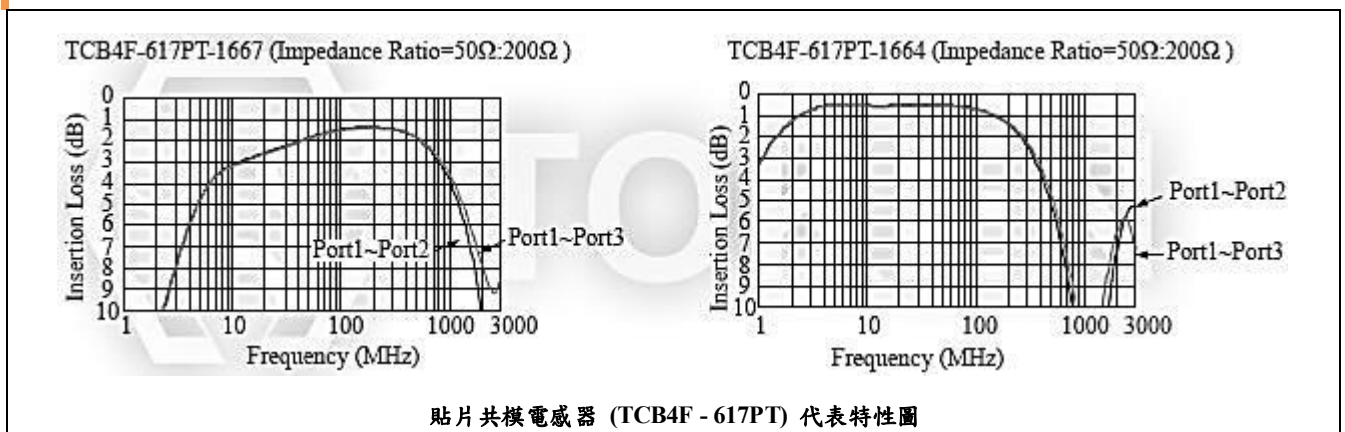 TCB4F-617PT-1667 (Impedance Ratio=50Ω:200Ω )
Insertion Loss (dB)
0
1
2
3
4
5
6
7
8
9
10
Port1~Port2
Port1~Port3
1 10 100 1000 3000
Frequency (MHz)
TCB4F-617PT-1664 (Impedance Ratio=50Ω:200Ω )
Insertion Loss (dB)
0
1
2
3
4
5
6
7
8
9
10
Port1~Port2
Port1~Port3
1 10 100 1000 3000
Frequency (MHz)
貼片共模電感器 (TCB4F - 617PT) 代表特性圖